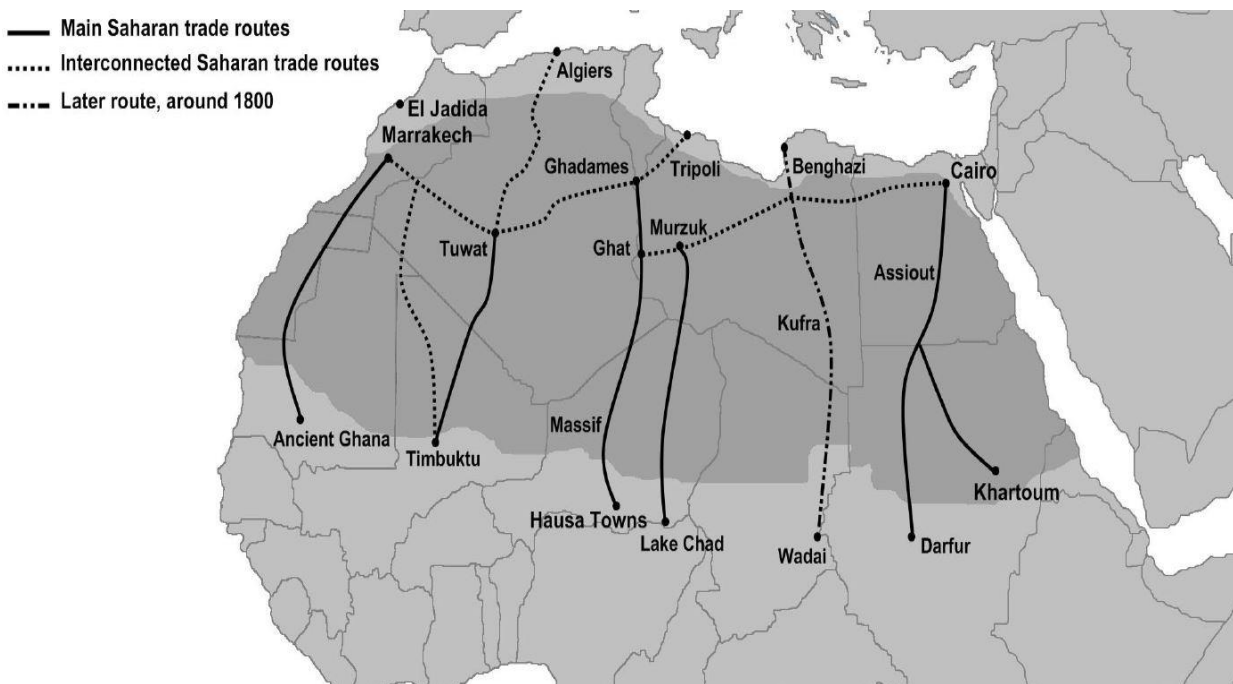 Main Saharan trade routes
Interconnected Saharan trade routes
Later route, around 1800
Algiers
El Jadida
Marrakech
Ghadames
Tripoli
Benghazi
Cairo
Tuwat
Ghat
Murzuk
Assiout
Kufra
Massif
Ancient Ghana
Timbuktu
Khartoum
Hausa Towns
Lake Chad
Wadai
Darfur